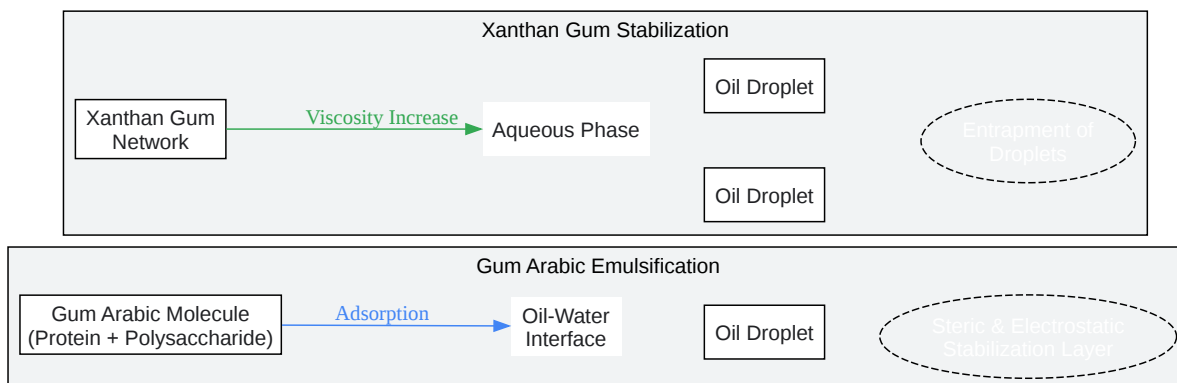 Xanthan Gum Stabilization
Xanthan Gum
Network
Viscosity Increase
Aqueous Phase
Oil Droplet
Oil Droplet
Entrapment of
Droplets
Gum Arabic Emulsification
Gum Arabic Molecule
(Protein + Polysaccharide)
Adsorption
Oil-Water
Interface
Oil Droplet
Steric & Electrostatic
Stabilization Layer